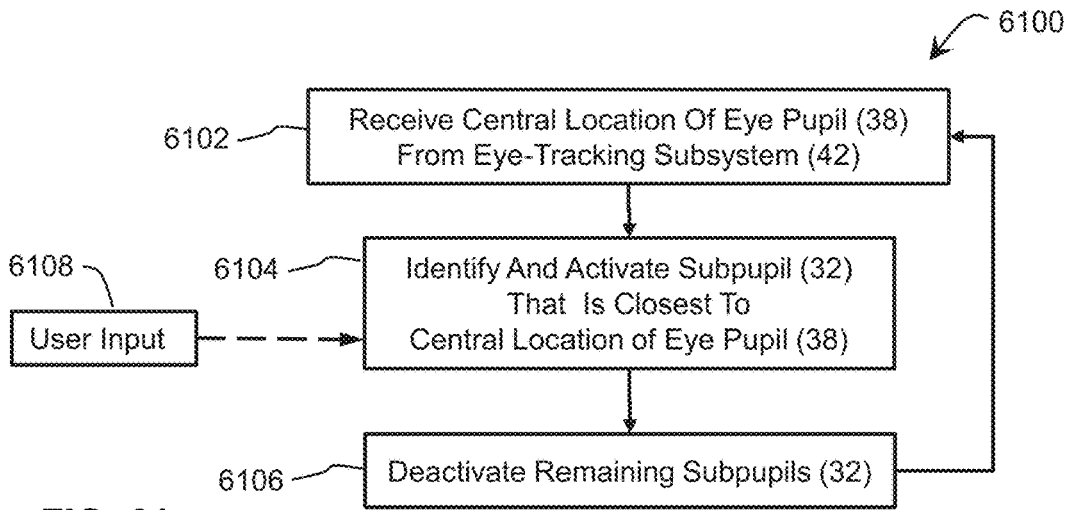 6100
6102
Receive Central Location Of Eye Pupil (38)
From Eye-Tracking Subsystem (42)
6108
6104
Identify And Activate Subpupil (32)
That Is Closest To
Central Location of Eye Pupil (38)
User Input
6106
Deactivate Remaining Subpupils (32)